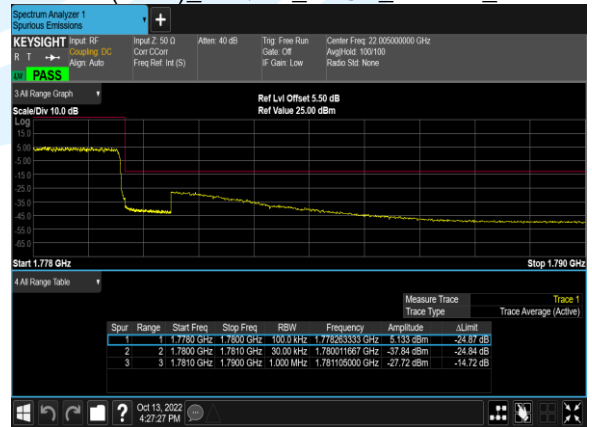 Spectrum Analyzer 1
Spurious Emissions
KEYSIGHT Input: RF Input Z: 50 Ω Atten: 40 dB Trig: Free Run Center Freq: 22.005000000 GHz
R T Coupling: DC Corr CCorr Gate: Off Avg|Hold: 100/100
Align: Auto Freq Ref: Int (S) IF Gain: Low Radio Std: None
PASS
3 All Range Graph
Ref Lvl Offset 5.50 dB
Scale/Div 10.0 dB Ref Value 25.00 dBm
Log
15.0
5.00
-5.00
-15.0
-25.0
-35.0
-45.0
-55.0
-65.0
Start 1.778 GHz Stop 1.790 GHz
4 All Range Table
Measure Trace Trace 1
Trace Type Trace Average (Active)
Spur Range Start Freq Stop Freq RBW Frequency Amplitude ΔLimit
1 1 1.7780 GHz 1.7800 GHz 100.0 kHz 1.778263333 GHz 5.133 dBm -24.87 dB
2 2 1.7800 GHz 1.7810 GHz 30.00 kHz 1.780011667 GHz -37.84 dBm -24.84 dB
3 3 1.7810 GHz 1.7900 GHz 1.000 MHz 1.781105000 GHz -27.72 dBm -14.72 dB
? Oct 13, 2022
4:27:27 PM